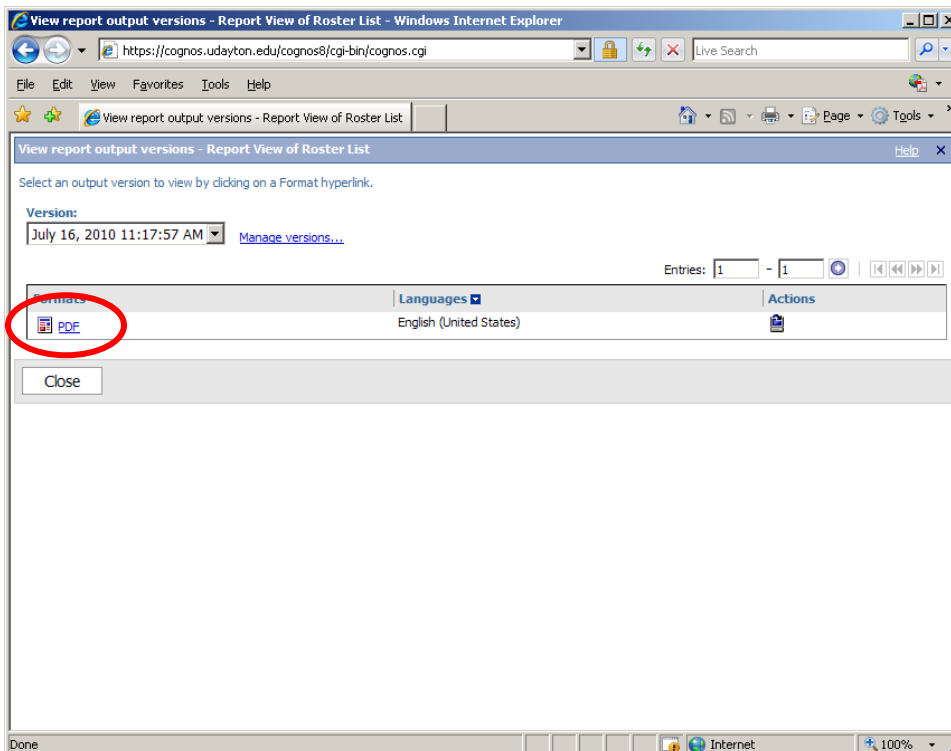 View report output versions - Report View of Roster List - Windows Internet Explorer
https://cognos.udayton.edu/cognos8/cgi-bin/cognos.cgi
Live Search
File Edit View Favorites Tools Help
View report output versions - Report View of Roster List
Page Tools
View report output versions - Report View of Roster List Help
Select an output version to view by clicking on a Format hyperlink.
Version:
July 16, 2010 11:17:57 AM Manage versions...
Entries: 1 - 1
Formats Languages Actions
PDF English (United States)
Close
Done Internet 100%